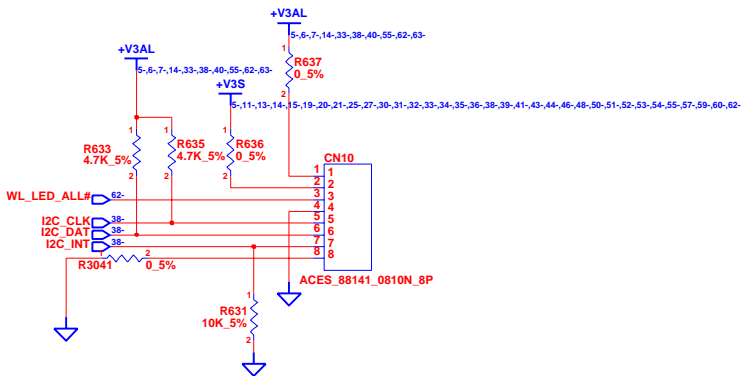 +V3AL
5-,6-,7-,14-,33-,38-,40-,55-,62-,63-
+V3AL
5-,6-,7-,14-,33-,38-,40-,55-,62-,63-
1
R637
0_5%
2
+V3S
5-,11-,13-,14-,15-,19-,20-,21-,25-,27-,30-,31-,32-,33-,34-,35-,36-,38-,39-,41-,43-,44-,46-,48-,50-,51-,52-,53-,54-,55-,57-,59-,60-,62-
1
R633
4.7K_5%
2
1
R635
4.7K_5%
2
1
R636
0_5%
2
CN10
1 1
2 2
3 3
4 4
5 5
6 6
7 7
8 8
WL_LED_ALL# 62-
I2C_CLK 38-
I2C_DAT 38-
I2C_INT 38-
1 2
R3041 0_5%
ACES_88141_0810N_8P
1
R631
10K_5%
2